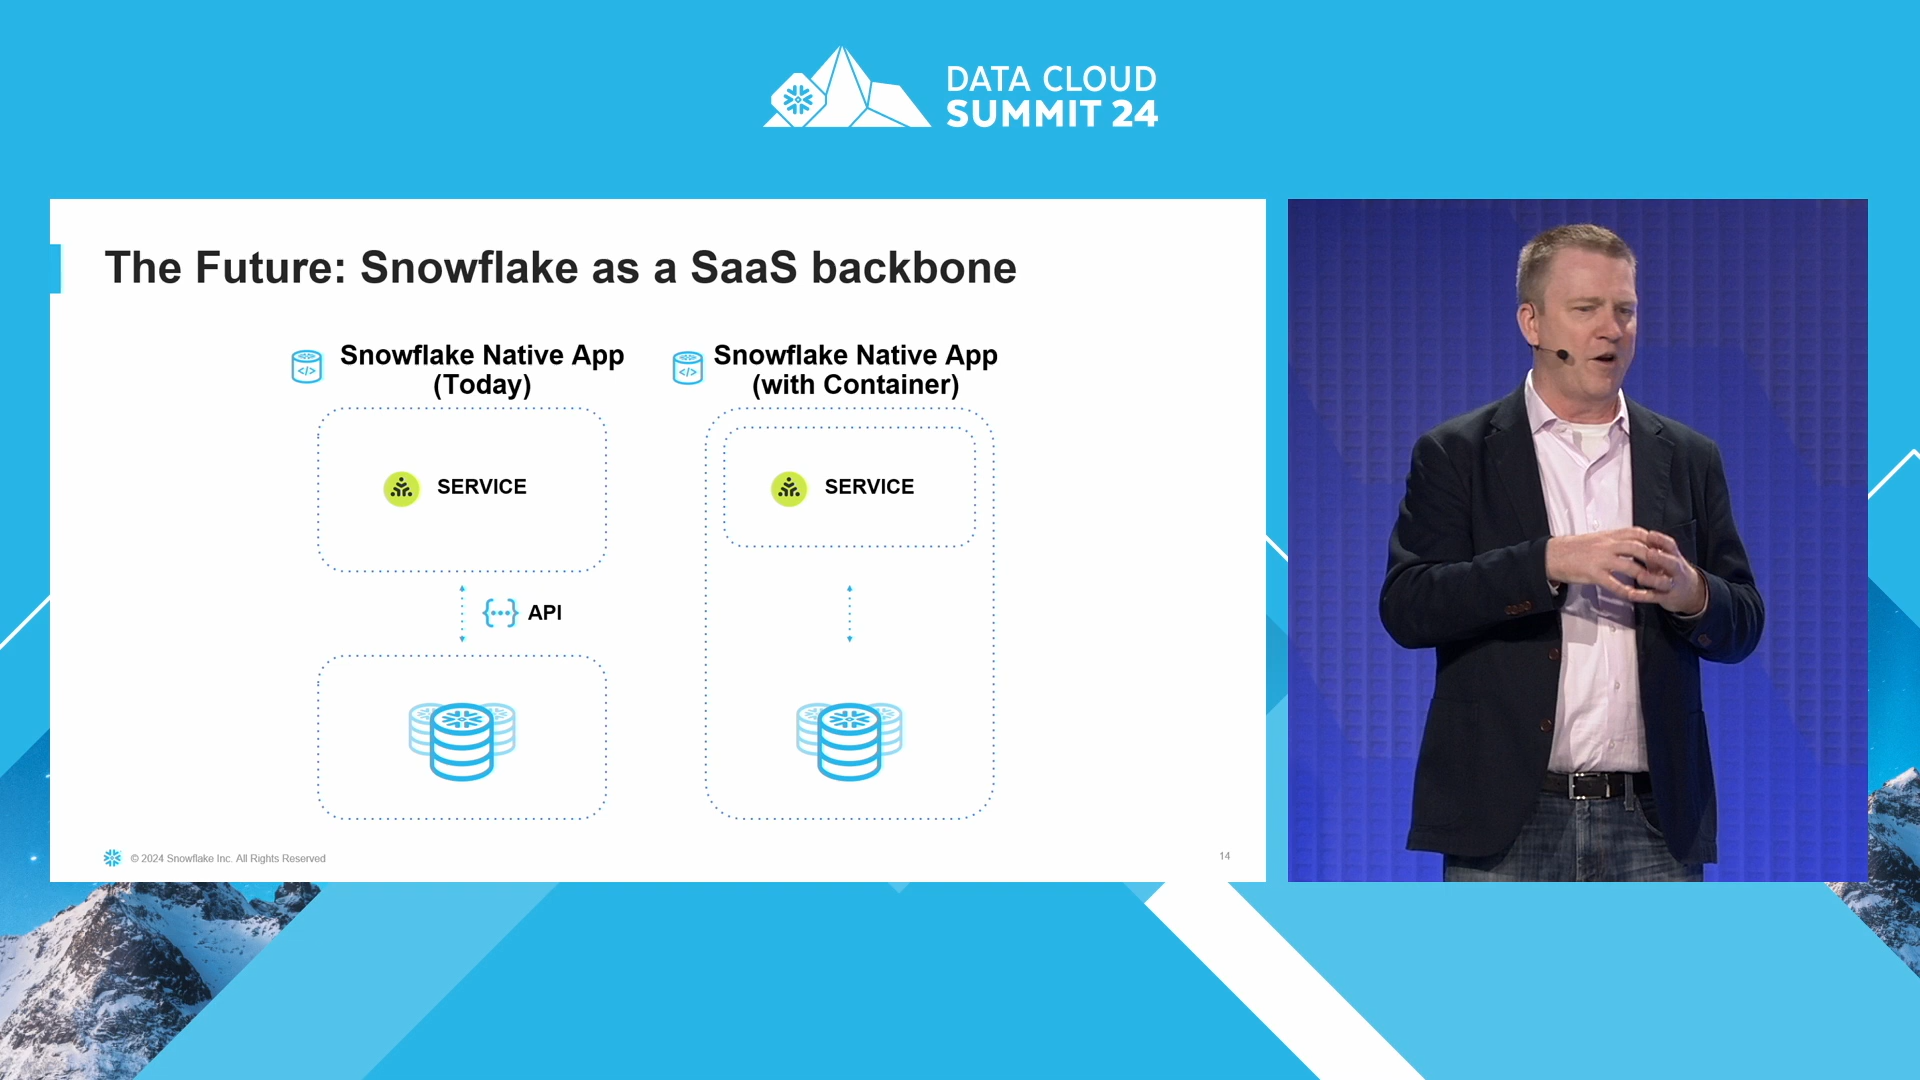 DATA CLOUD
SUMMIT 24
The Future: Snowflake as a SaaS backbone
Snowflake Native App
(Today)
SERVICE
API
Snowflake Native App
(with Container)
SERVICE
© 2024 Snowflake Inc. All Rights Reserved
14